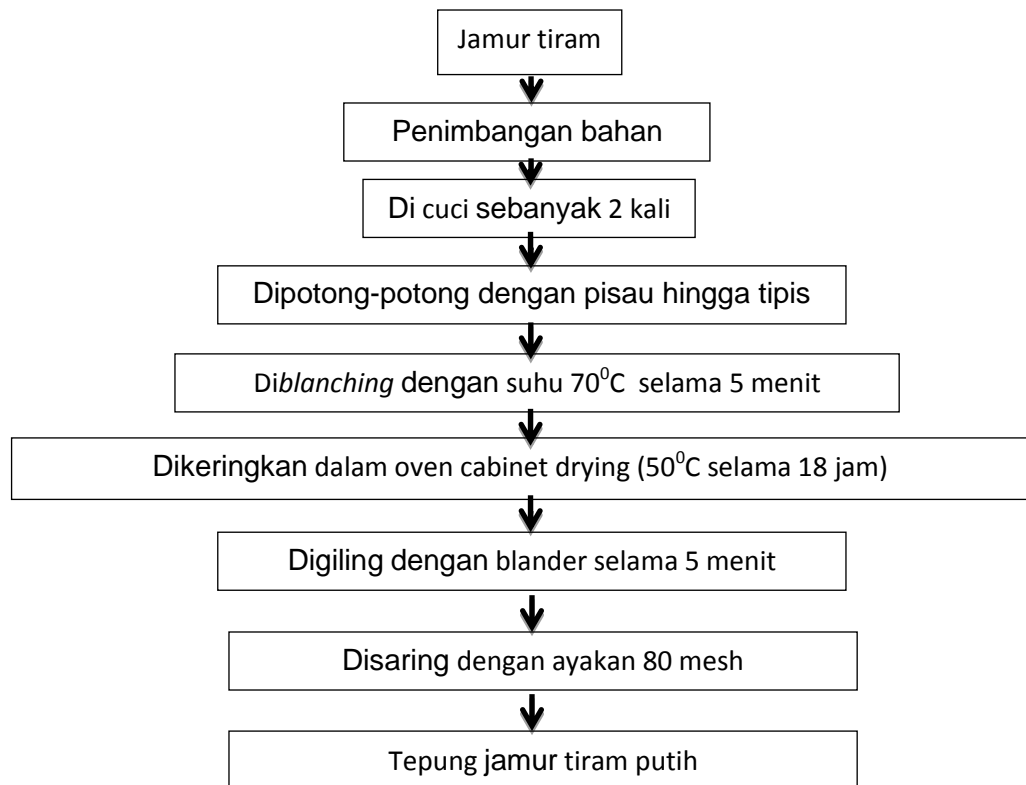 Jamur tiram
Penimbangan bahan
Di cuci sebanyak 2 kali
Dipotong-potong dengan pisau hingga tipis
Diblanching dengan suhu 70⁰C selama 5 menit
Dikeringkan dalam oven cabinet drying (50⁰C selama 18 jam)
Digiling dengan blander selama 5 menit
Disaring dengan ayakan 80 mesh
Tepung jamur tiram putih